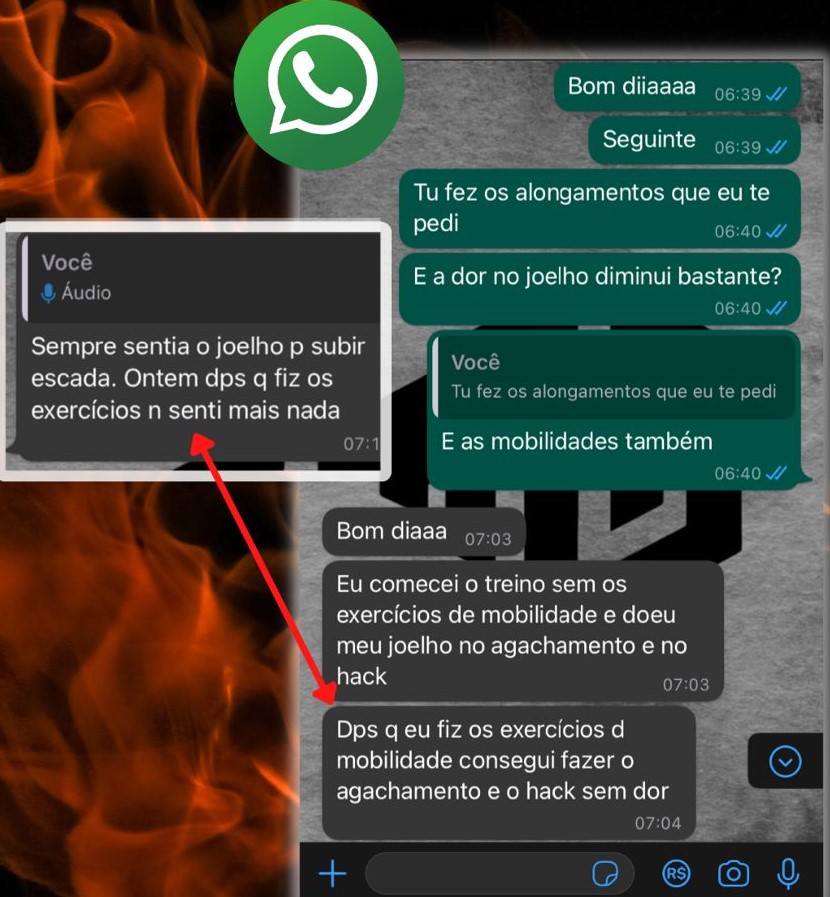 Bom diiaaaa 06:39
Seguinte 06:39
Tu fez os alongamentos que eu te
pedi 06:40
E a dor no joelho diminui bastante?
06:40
Você
Tu fez os alongamentos que eu te pedi
E as mobilidades também
06:40
Você
Áudio
Sempre sentia o joelho p subir
escada. Ontem dps q fiz os
exercícios n senti mais nada
07:1
Bom diaaa 07:03
Eu comecei o treino sem os
exercícios de mobilidade e doeu
meu joelho no agachamento e no
hack 07:03
Dps q eu fiz os exercícios d
mobilidade consegui fazer o
agachamento e o hack sem dor
07:04
R$